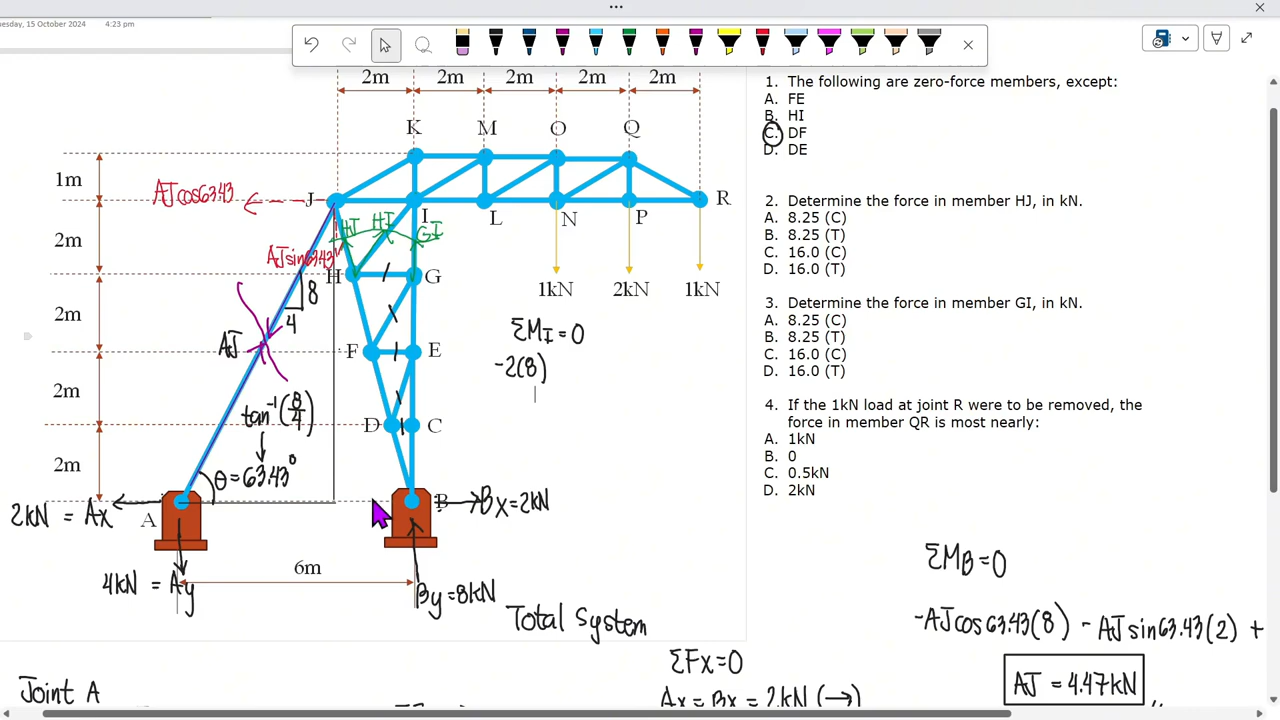 uesday, 15 October 2024 4:23 pm
2m 2m 2m 2m 2m
K M O Q
1m
AJcos63.43
J
I L N P R
2m
HJ HI GI
AJsin63.43°
H G
8
4
1kN 2kN 1kN
2m
ΣM_I=0
AJ
F E
-2(8)
tan⁻¹(8/4)
2m
D C
θ=63.43°
2m
2kN = Ax
A
B
Bx=2kN
6m
4kN = Ay
By=8kN
Total System
Joint A
1. The following are zero-force members, except:
A. FE
B. HI
C. DF
D. DE
2. Determine the force in member HJ, in kN.
A. 8.25 (C)
B. 8.25 (T)
C. 16.0 (C)
D. 16.0 (T)
3. Determine the force in member GI, in kN.
A. 8.25 (C)
B. 8.25 (T)
C. 16.0 (C)
D. 16.0 (T)
4. If the 1kN load at joint R were to be removed, the
force in member QR is most nearly:
A. 1kN
B. 0
C. 0.5kN
D. 2kN
ΣM_B=0
-AJcos63.43(8) - AJsin63.43(2) +
AJ = 4.47kN
ΣFx=0
Ax = Bx = 2kN (→)